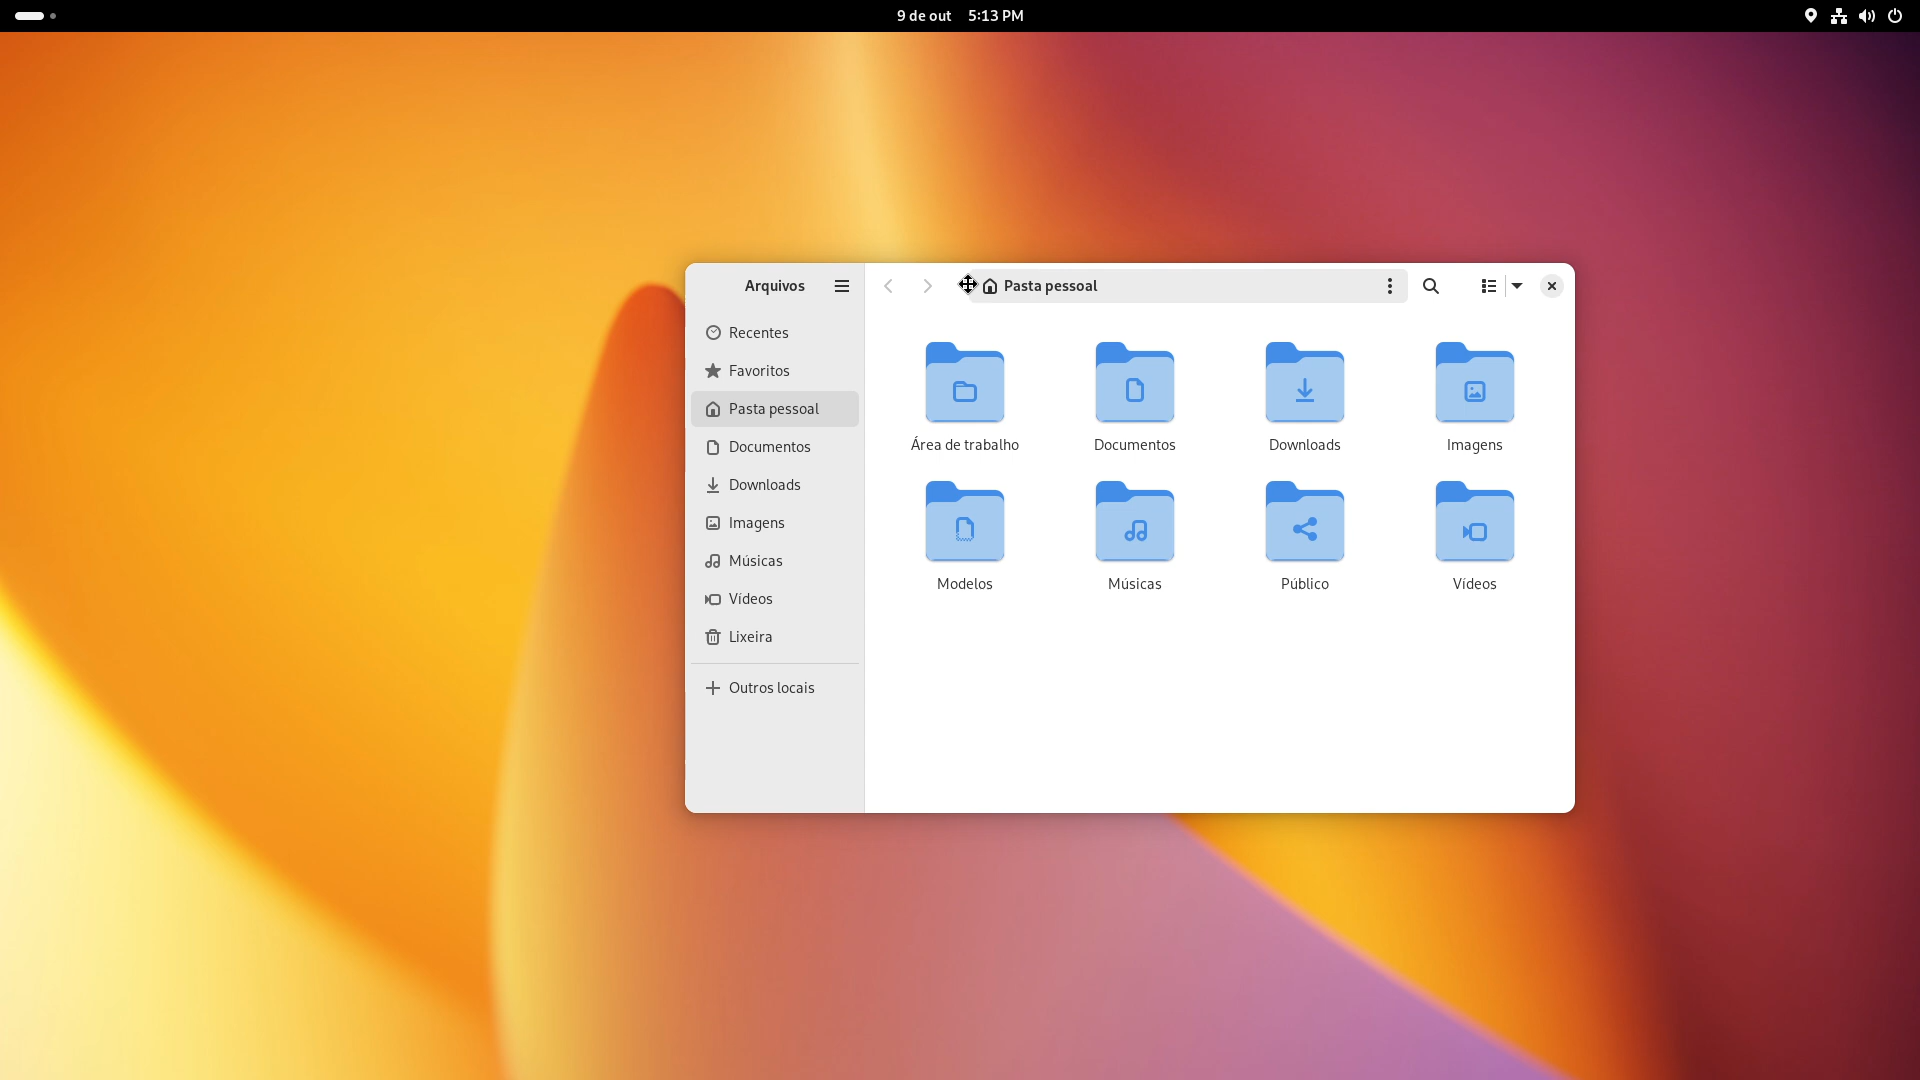 9 de out 5:13 PM
Arquivos
Pasta pessoal
Recentes
Favoritos
Pasta pessoal
Documentos
Downloads
Imagens
Músicas
Vídeos
Lixeira
Outros locais
Área de trabalho
Documentos
Downloads
Imagens
Modelos
Músicas
Público
Vídeos